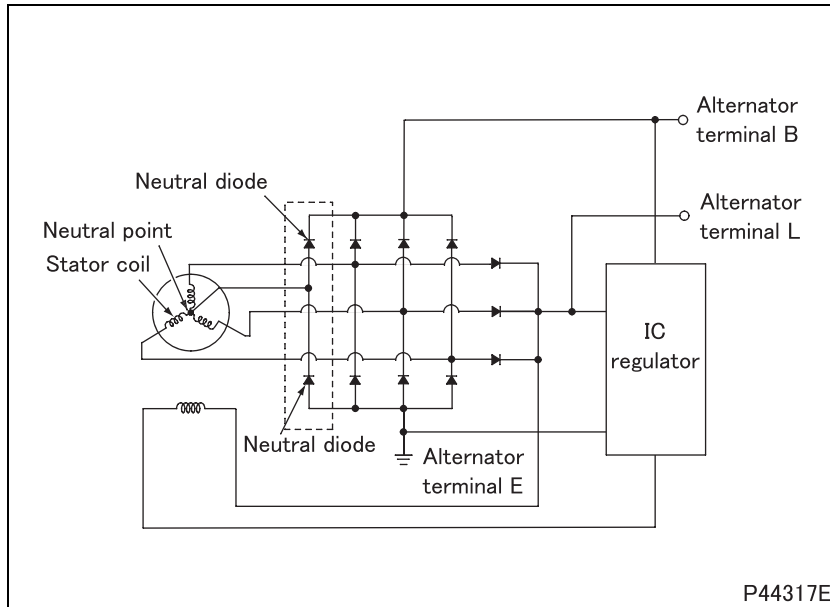 Alternator
terminal B
Neutral diode
Alternator
terminal L
Neutral point
Stator coil
IC
regulator
Neutral diode
Alternator
terminal E
P44317E